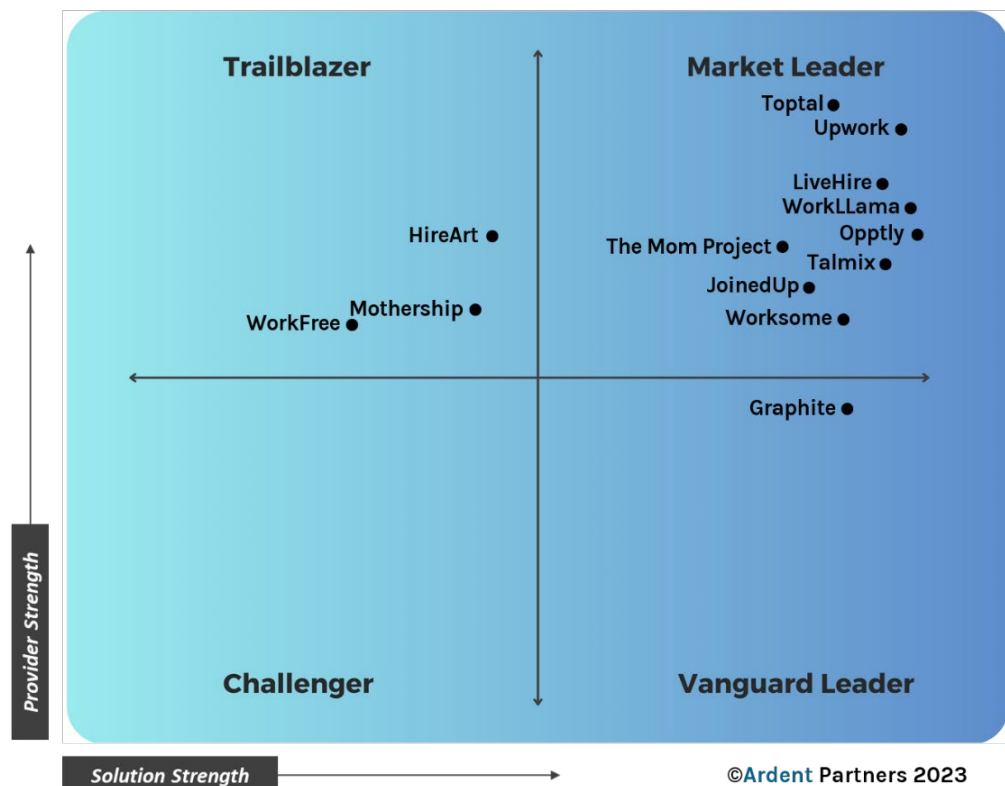 Trailblazer
Market Leader
Toptal
Upwork
LiveHire
WorkLLama
HireArt
Opptly
The Mom Project
Talmix
JoinedUp
Mothership
WorkFree
Worksome
Graphite
Provider Strength
Challenger
Vanguard Leader
Solution Strength
©Ardent Partners 2023